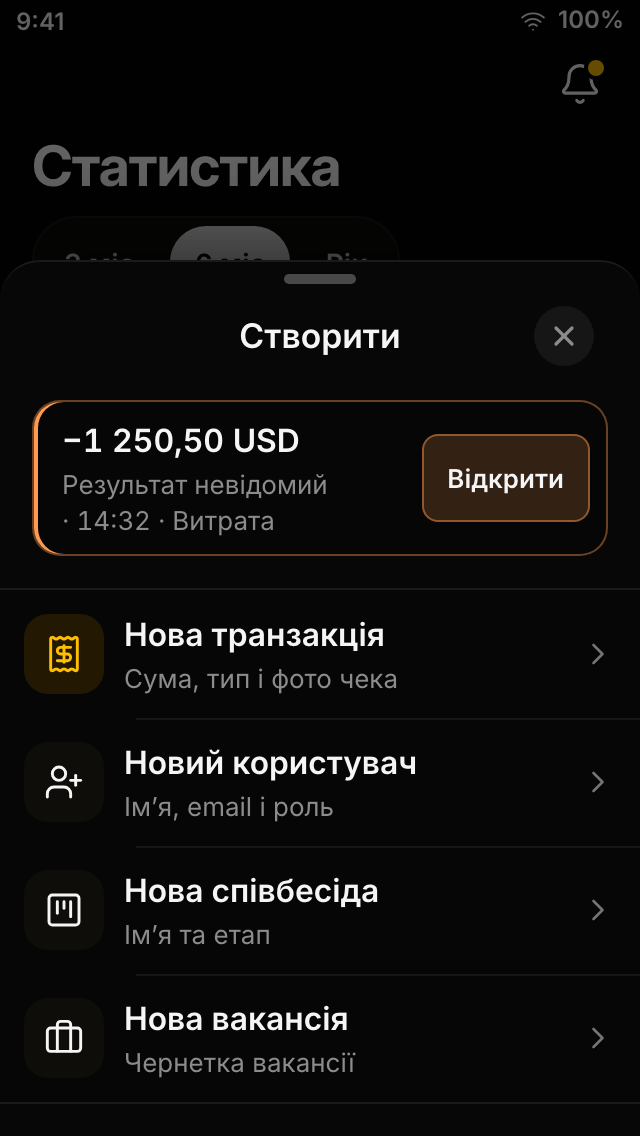 9:41
100%
Статистика
Створити
−1 250,50 USD
Результат невідомий
· 14:32 · Витрата
Відкрити
Нова транзакція
Сума, тип і фото чека
Новий користувач
Ім’я, email і роль
Нова співбесіда
Ім’я та етап
Нова вакансія
Чернетка вакансії